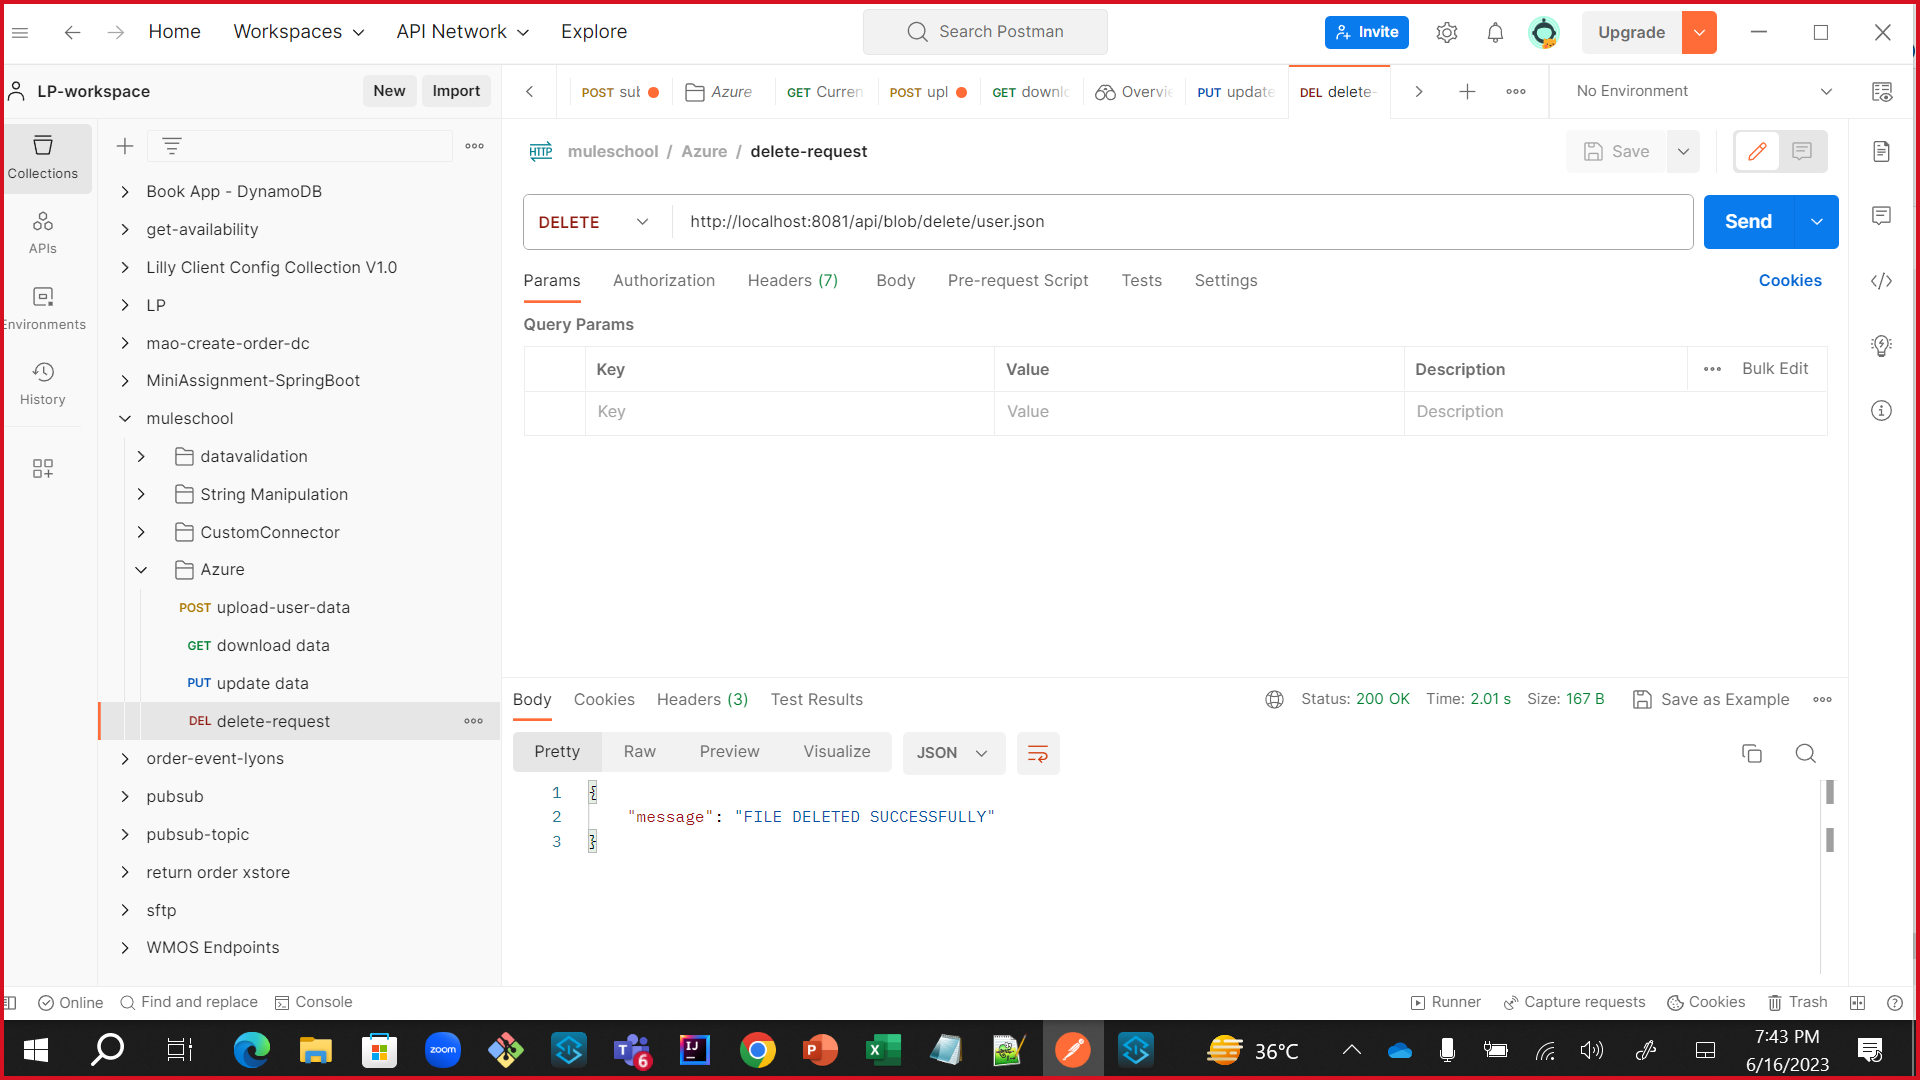 Home Workspaces API Network Explore Search Postman Invite Upgrade
LP-workspace New Import
POST sub Azure GET Curren POST upl GET downlo Overvie PUT update DEL delete- No Environment
Collections
APIs
Environments
History
Book App - DynamoDB
get-availability
Lilly Client Config Collection V1.0
LP
mao-create-order-dc
MiniAssignment-SpringBoot
muleschool
datavalidation
String Manipulation
CustomConnector
Azure
POST upload-user-data
GET download data
PUT update data
DEL delete-request
order-event-lyons
pubsub
pubsub-topic
return order xstore
sftp
WMOS Endpoints
HTTP muleschool / Azure / delete-request Save
DELETE http://localhost:8081/api/blob/delete/user.json Send
Params Authorization Headers (7) Body Pre-request Script Tests Settings Cookies
Query Params
Key Value Description Bulk Edit
Key Value Description
Body Cookies Headers (3) Test Results Status: 200 OK Time: 2.01 s Size: 167 B Save as Example
Pretty Raw Preview Visualize JSON
1 {
2 "message": "FILE DELETED SUCCESSFULLY"
3 }
Online Find and replace Console Runner Capture requests Cookies Trash
zoom 6 IJ P X 36°C 7:43 PM
6/16/2023